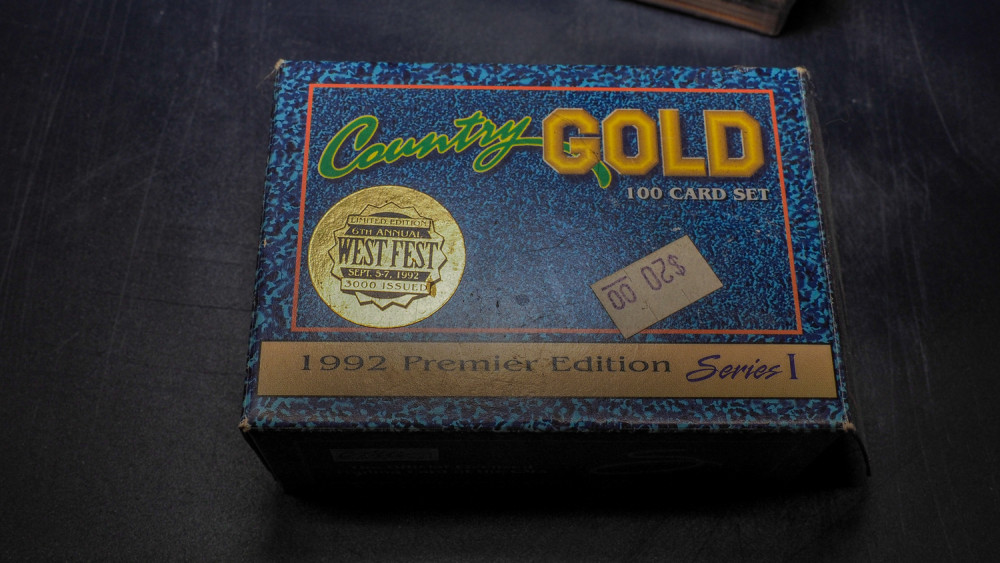 Country GOLD
100 CARD SET
LIMITED EDITION
6TH ANNUAL
WEST FEST
SEPT. 5-7, 1992
3000 ISSUED
$20.00
1992 Premier Edition Series I